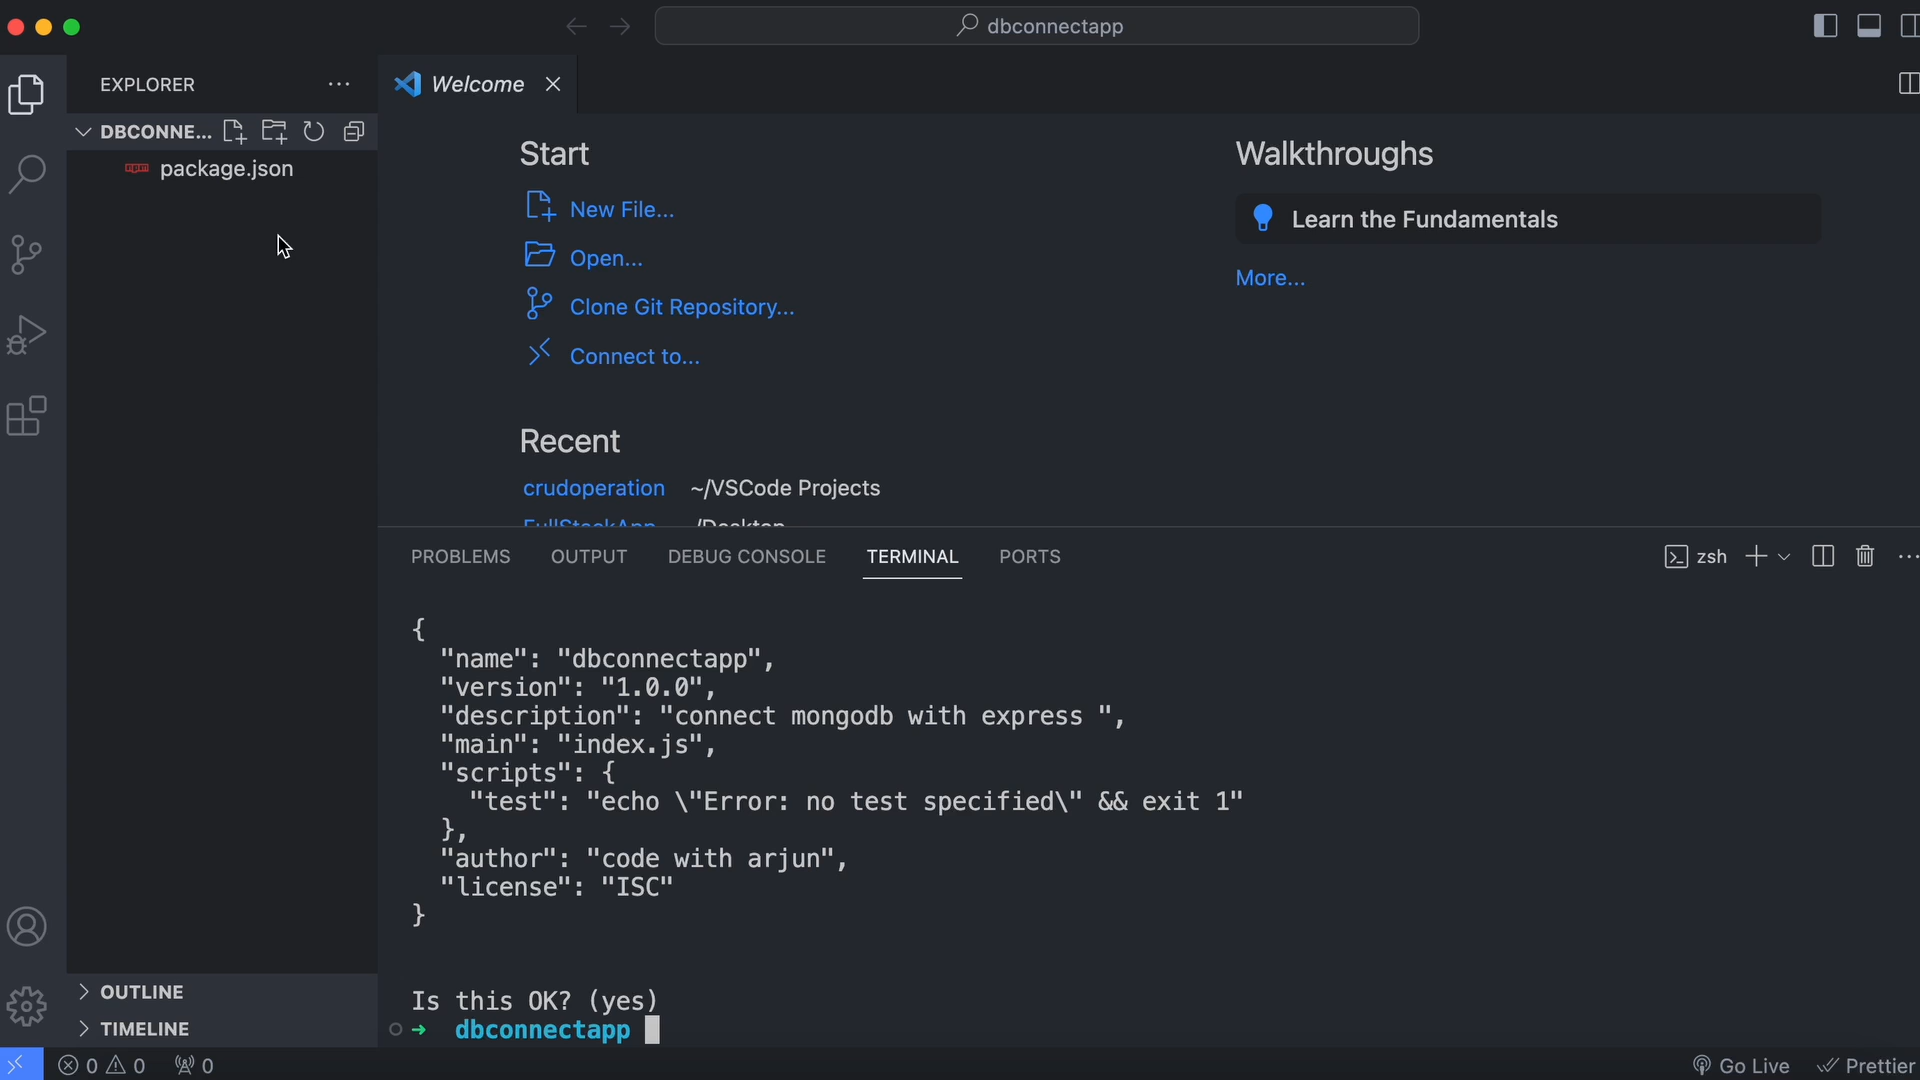 dbconnectapp
EXPLORER
Welcome
DBCONNE...
package.json
Start
New File...
Open...
Clone Git Repository...
Connect to...
Walkthroughs
Learn the Fundamentals
More...
Recent
crudoperation ~/VSCode Projects
FullStackApp ~/Desktop
PROBLEMS OUTPUT DEBUG CONSOLE TERMINAL PORTS
zsh
{
"name": "dbconnectapp",
"version": "1.0.0",
"description": "connect mongodb with express ",
"main": "index.js",
"scripts": {
"test": "echo \"Error: no test specified\" && exit 1"
},
"author": "code with arjun",
"license": "ISC"
}
Is this OK? (yes)
➜ dbconnectapp
OUTLINE
TIMELINE
0 0 0
Go Live Prettier